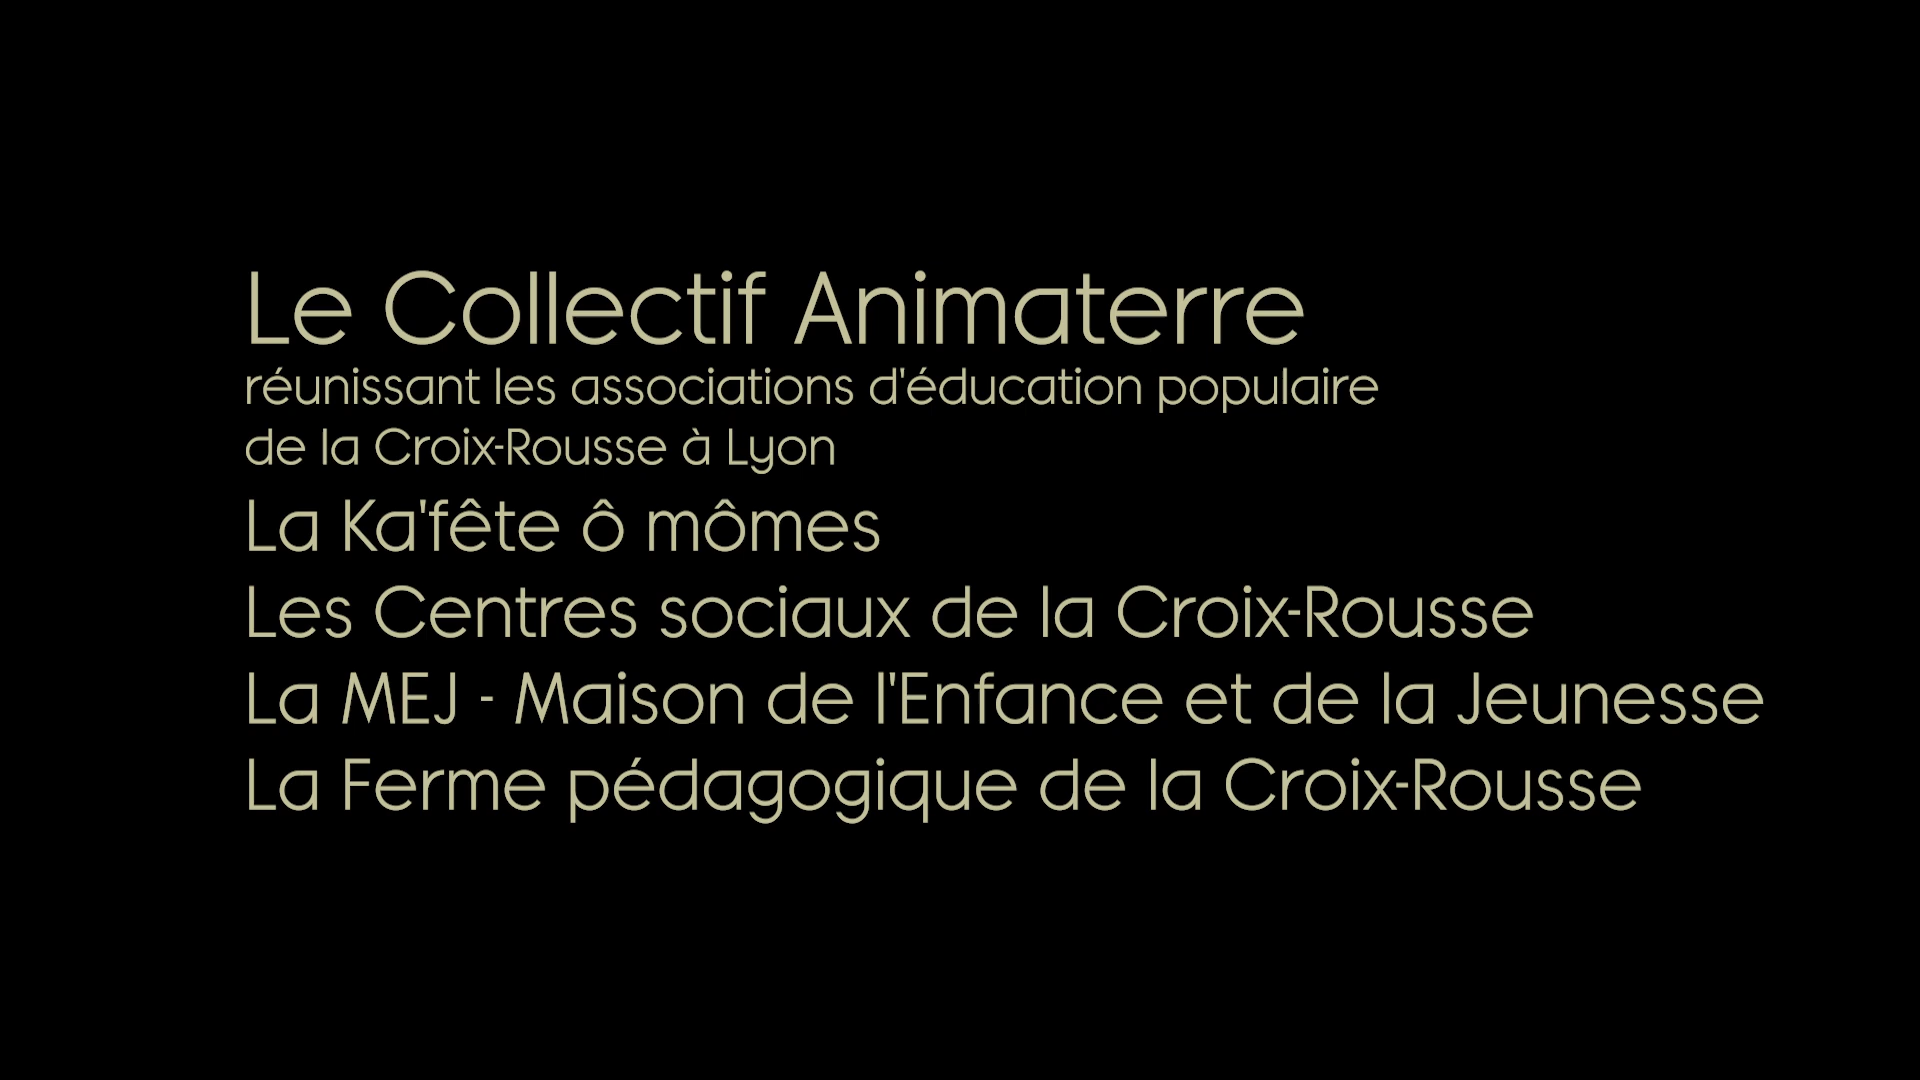 Le Collectif Animaterre
réunissant les associations d'éducation populaire
de la Croix-Rousse à Lyon
La Ka'fête ô mômes
Les Centres sociaux de la Croix-Rousse
La MEJ - Maison de l'Enfance et de la Jeunesse
La Ferme pédagogique de la Croix-Rousse